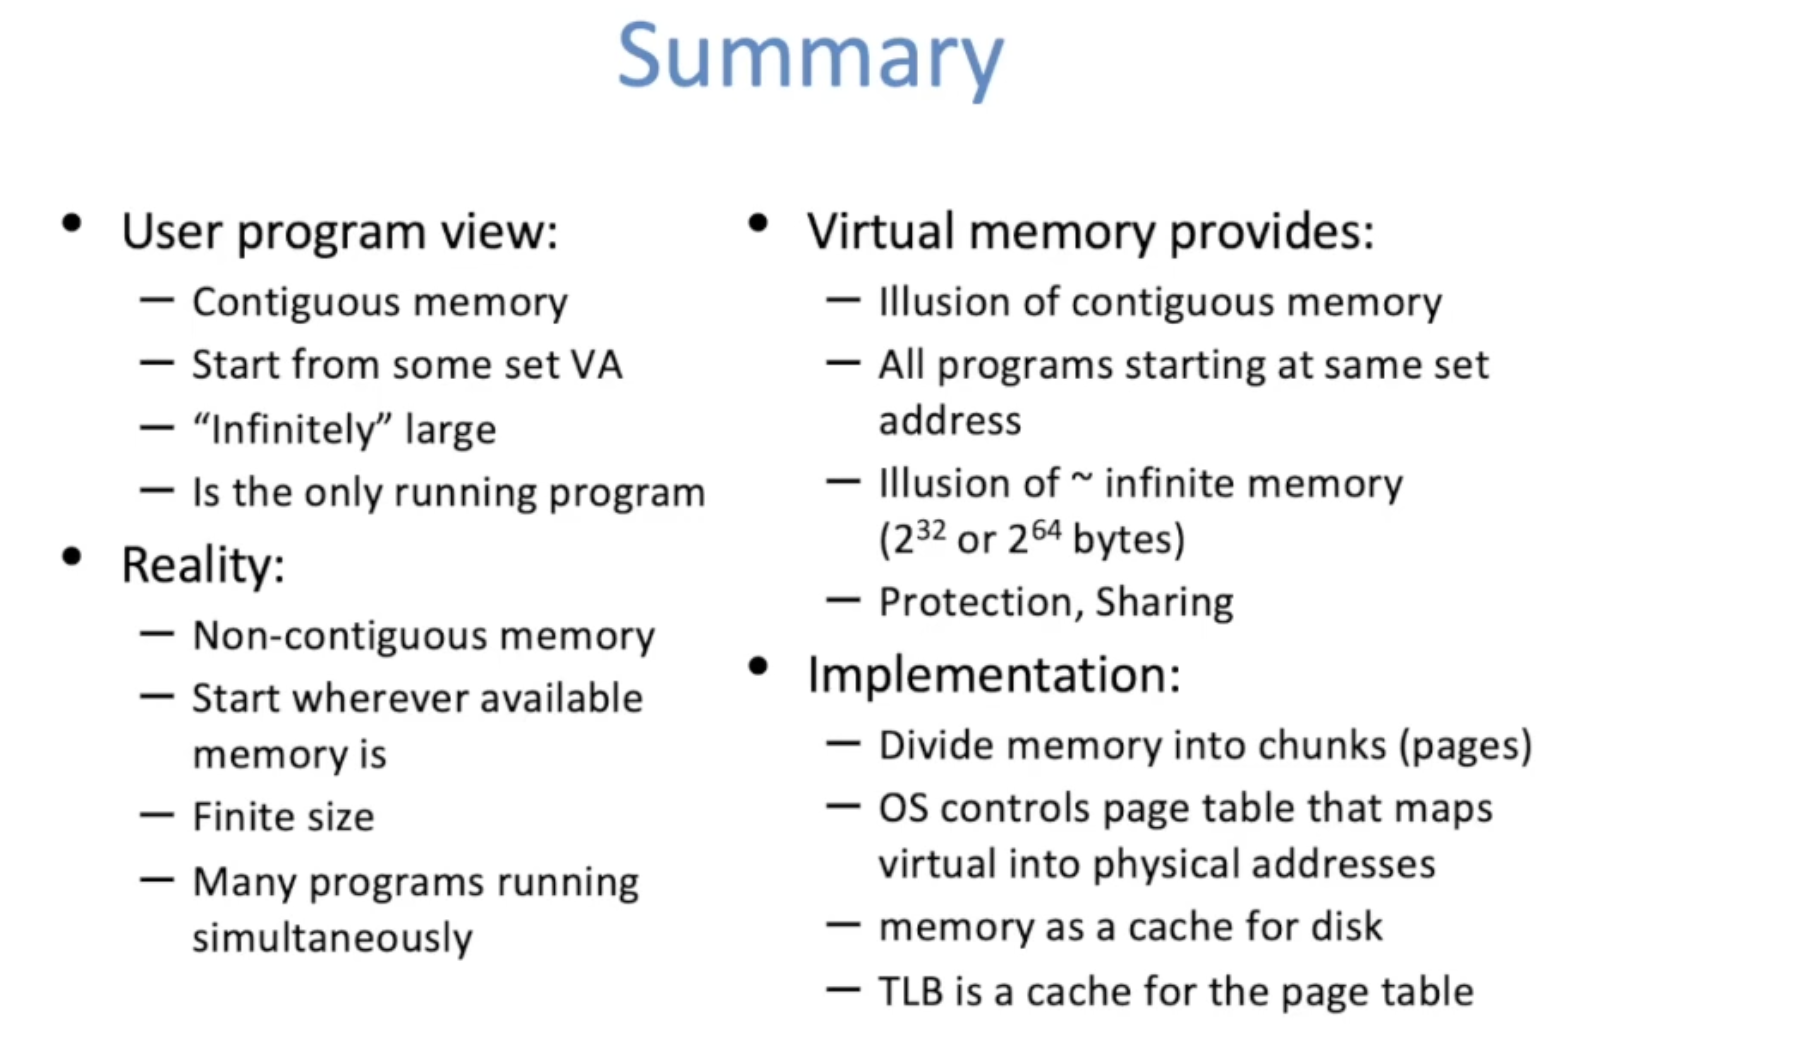 Summary
• User program view:
— Contiguous memory
— Start from some set VA
— “Infinitely” large
— Is the only running program
• Reality:
— Non-contiguous memory
— Start wherever available
memory is
— Finite size
— Many programs running
simultaneously
• Virtual memory provides:
— Illusion of contiguous memory
— All programs starting at same set
address
— Illusion of ~ infinite memory
(2³² or 2⁶⁴ bytes)
— Protection, Sharing
• Implementation:
— Divide memory into chunks (pages)
— OS controls page table that maps
virtual into physical addresses
— memory as a cache for disk
— TLB is a cache for the page table